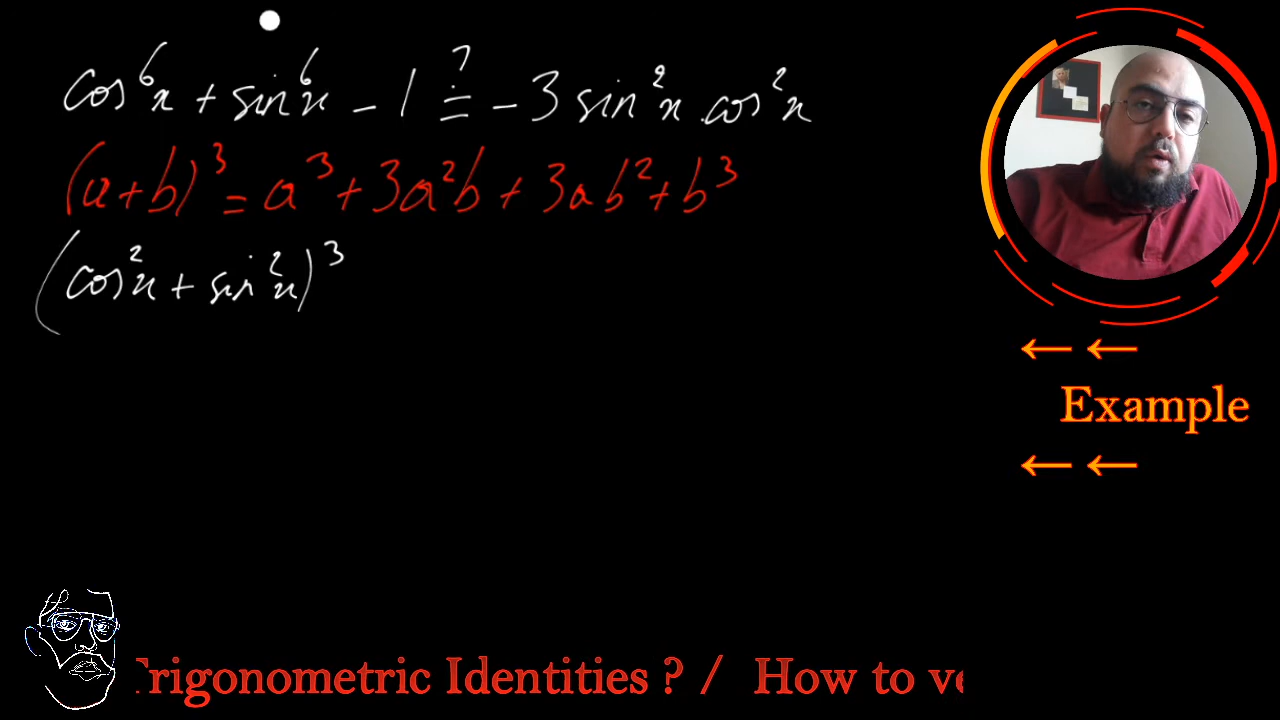 cos⁶x + sin⁶x - 1 ≟ - 3 sin²x . cos²x
(a+b)³ = a³ + 3a²b + 3ab² + b³
(cos²x + sin²x)³
← ←
Example
← ←
Trigonometric Identities ? / How to ve